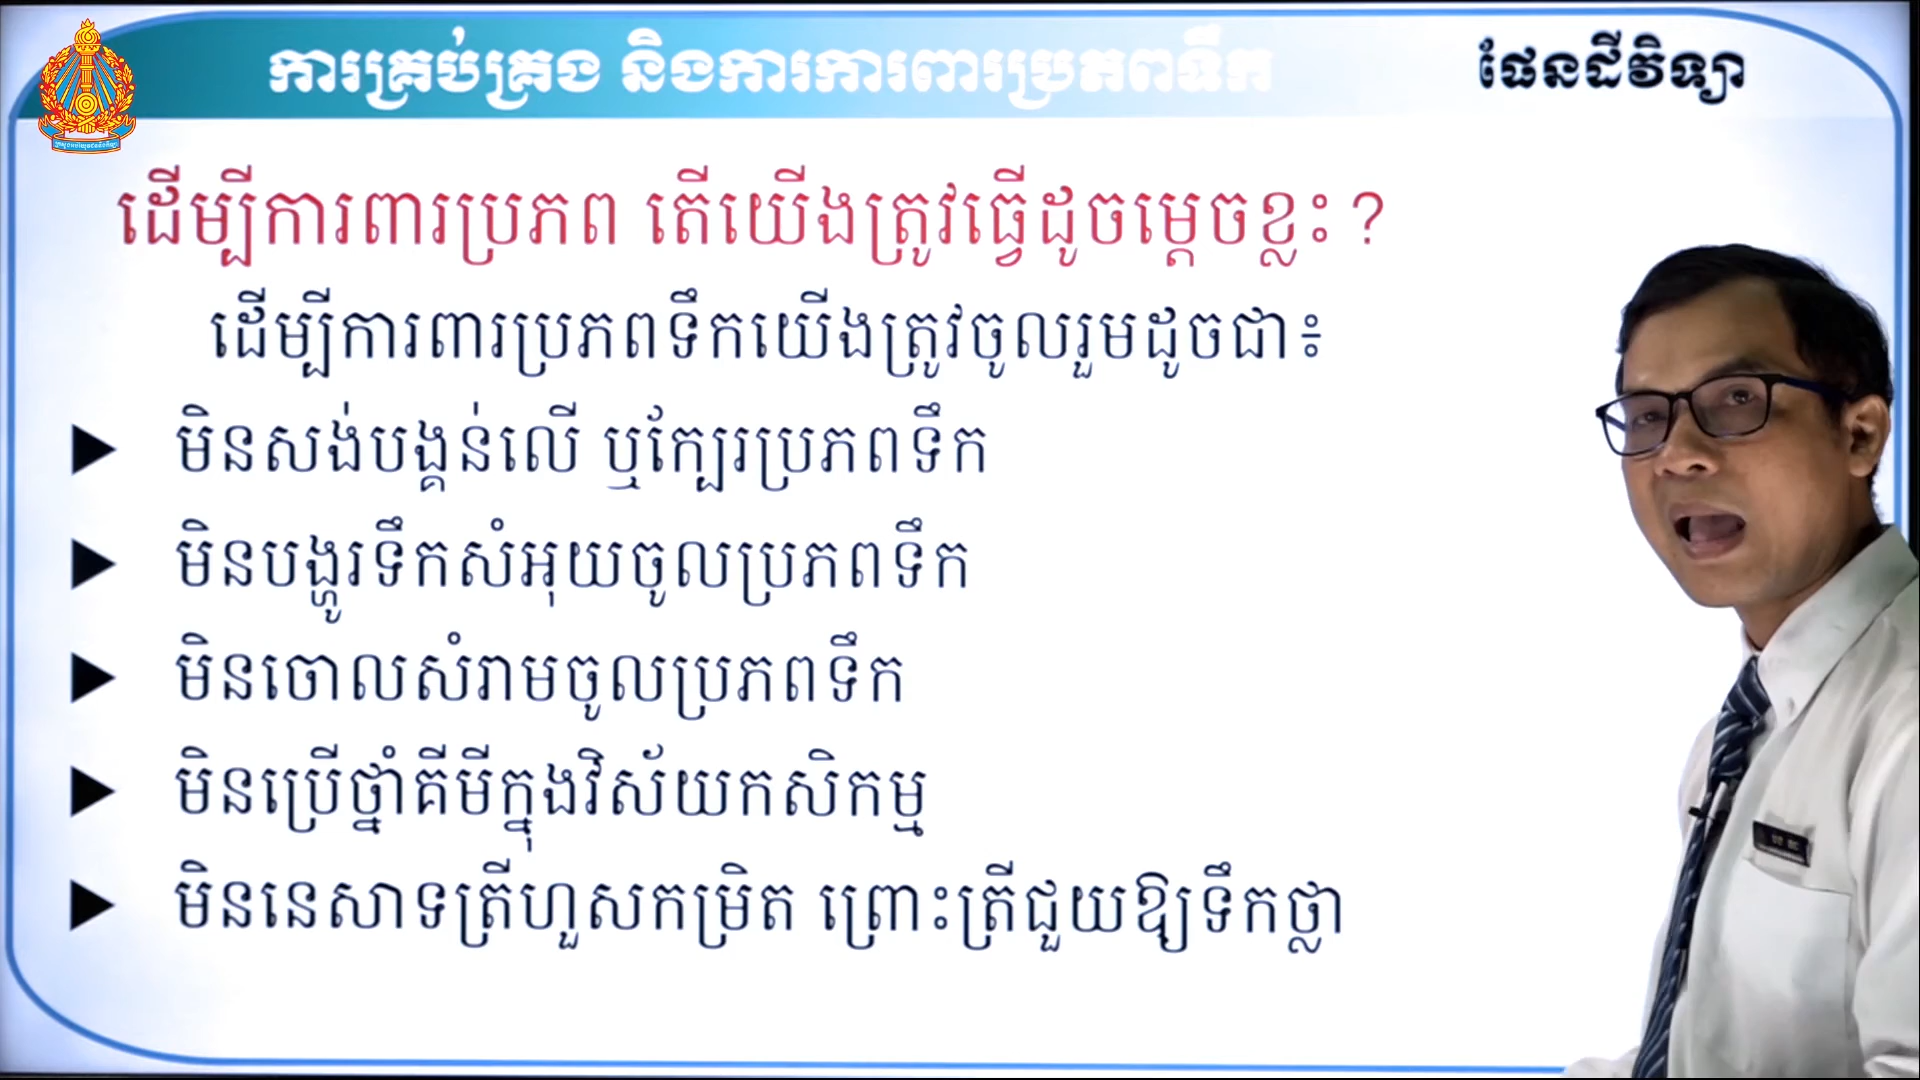 ការគ្រប់គ្រង និងការការពារប្រភពទឹក
ផែនដីវិទ្យា
ដើម្បីការពារប្រភព តើយើងត្រូវធ្វើដូចម្ដេចខ្លះ?
ដើម្បីការពារប្រភពទឹកយើងត្រូវចូលរួមដូចជា៖
មិនសង់បង្គន់លើ ឬក្បែរប្រភពទឹក
មិនបង្ហូរទឹកសំអុយចូលប្រភពទឹក
មិនចោលសំរាមចូលប្រភពទឹក
មិនប្រើថ្នាំគីមីក្នុងវិស័យកសិកម្ម
មិននេសាទត្រីហួសកម្រិត ព្រោះត្រីជួយឱ្យទឹកថ្លា